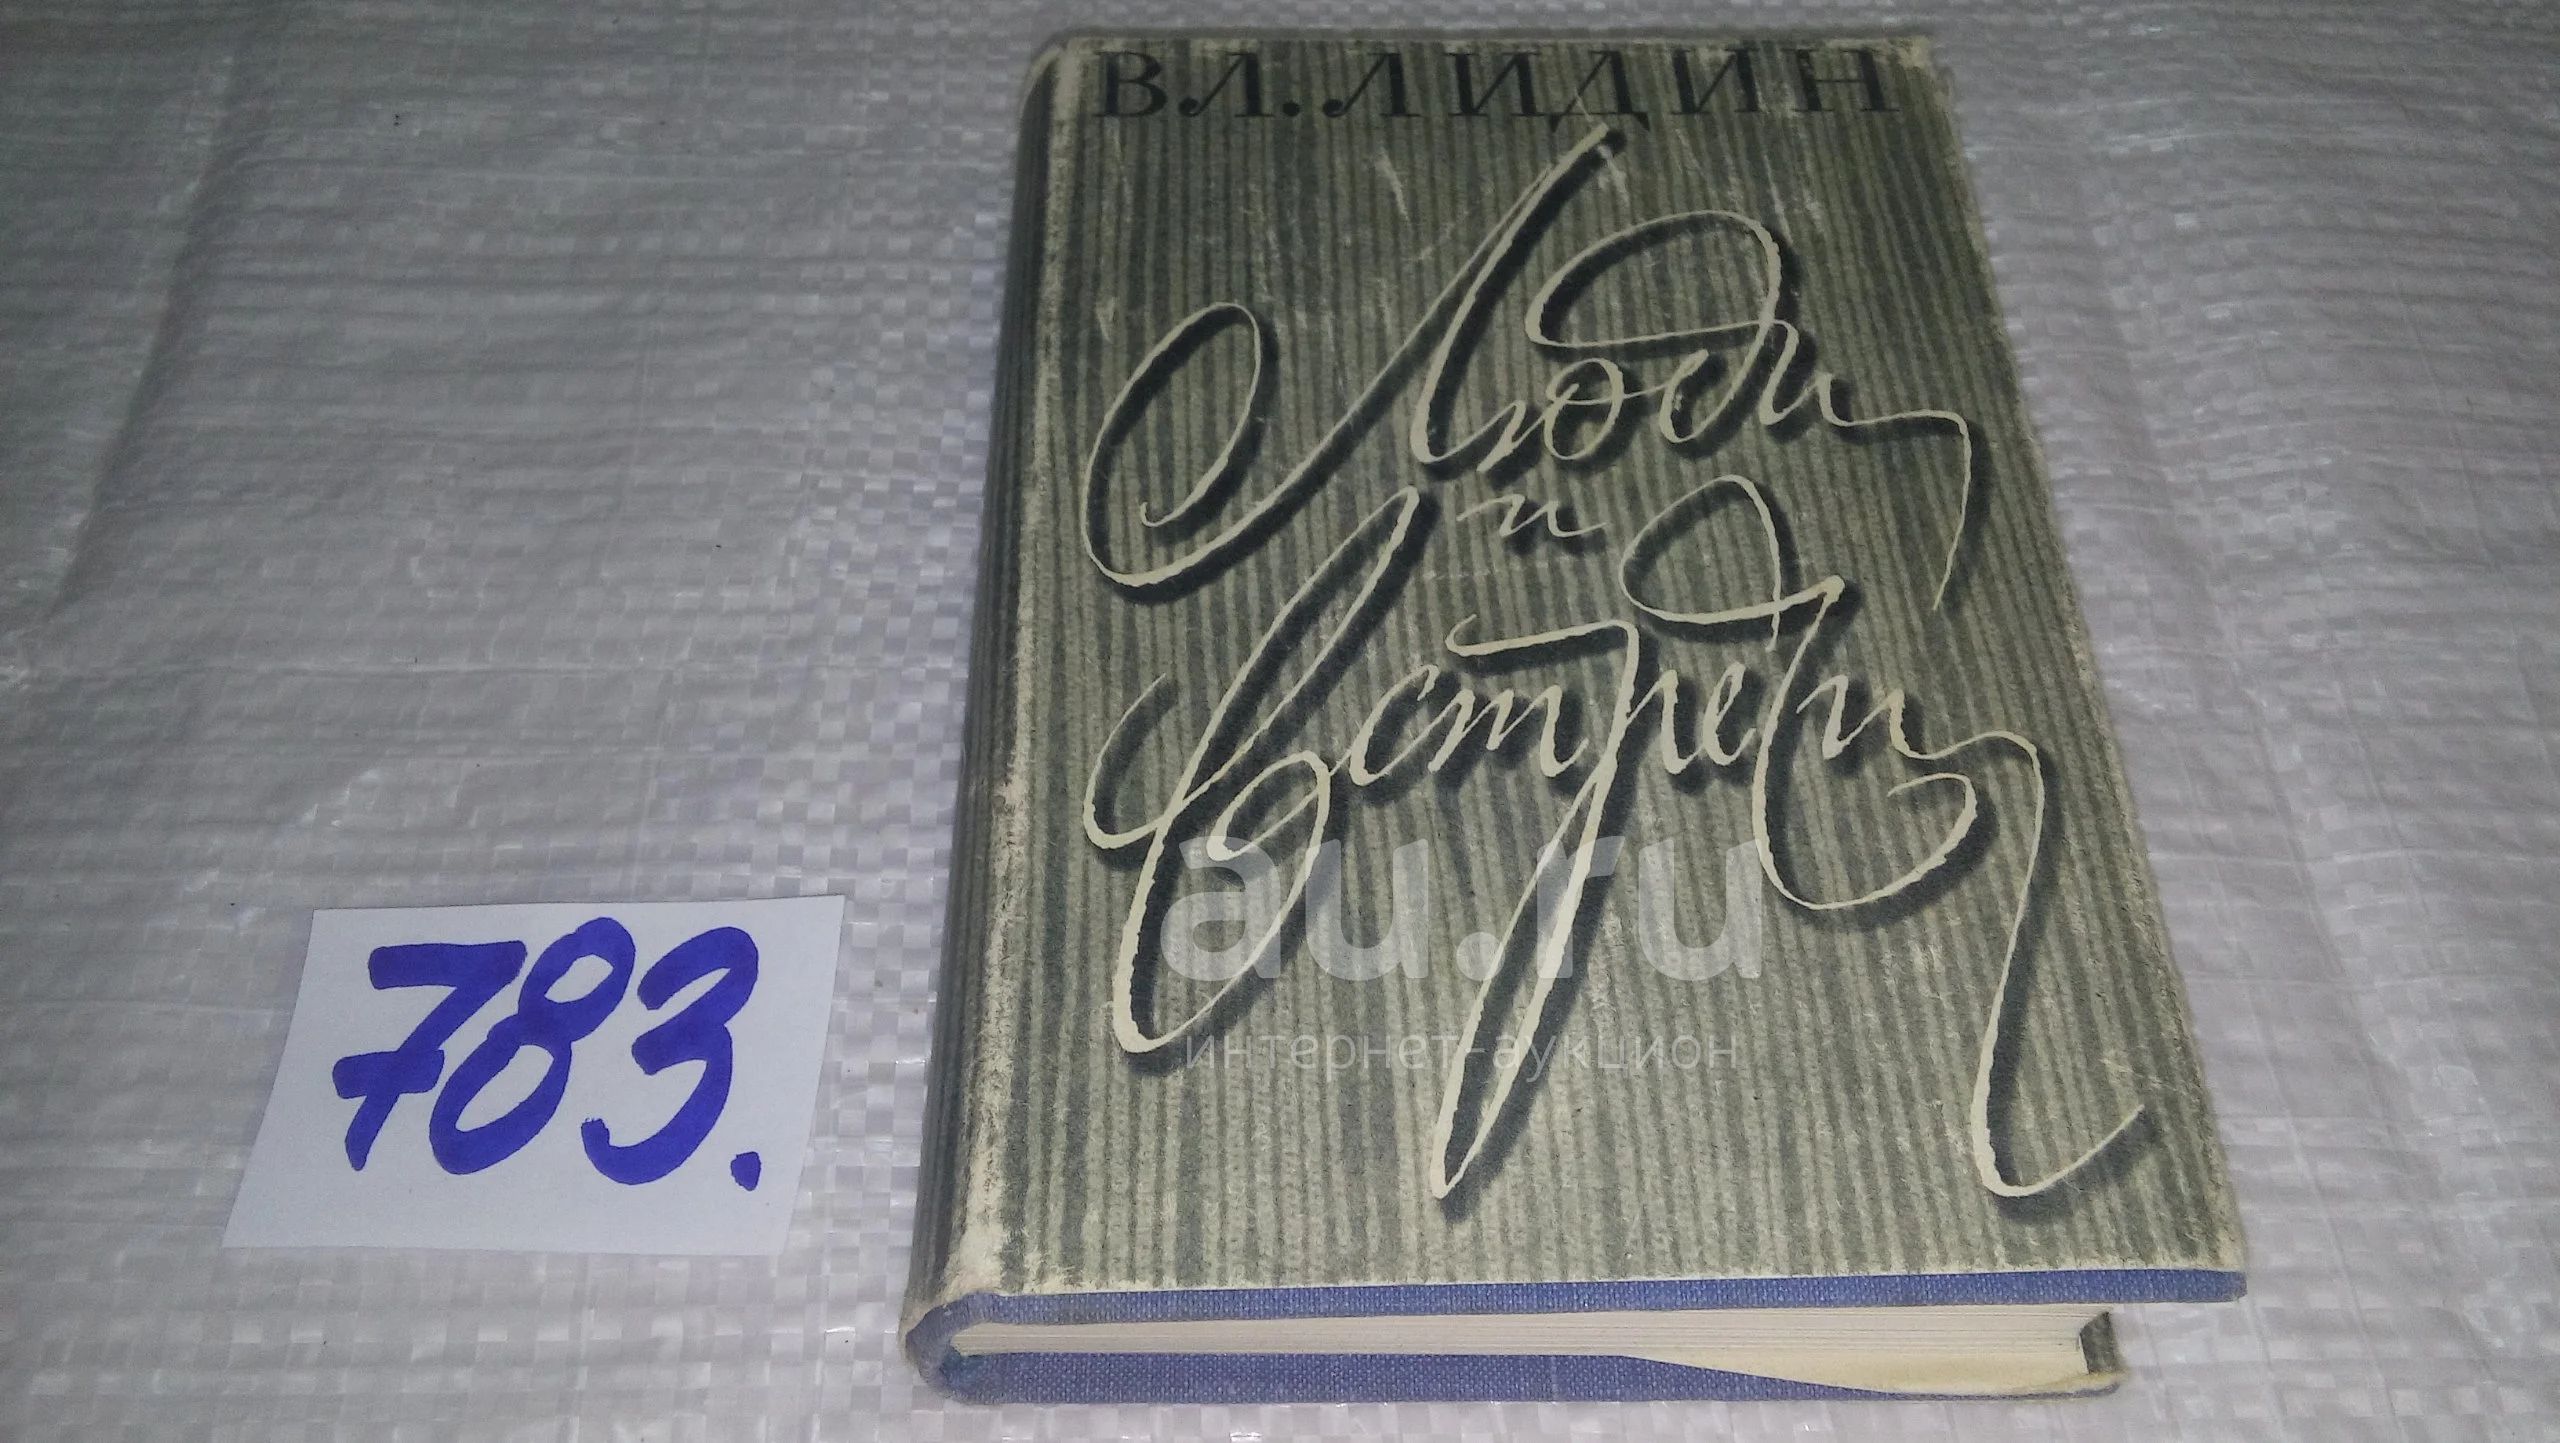 ВЛ. ЛИДИН
Люди
и
встречи
au.ru
интернет-аукцион
783.